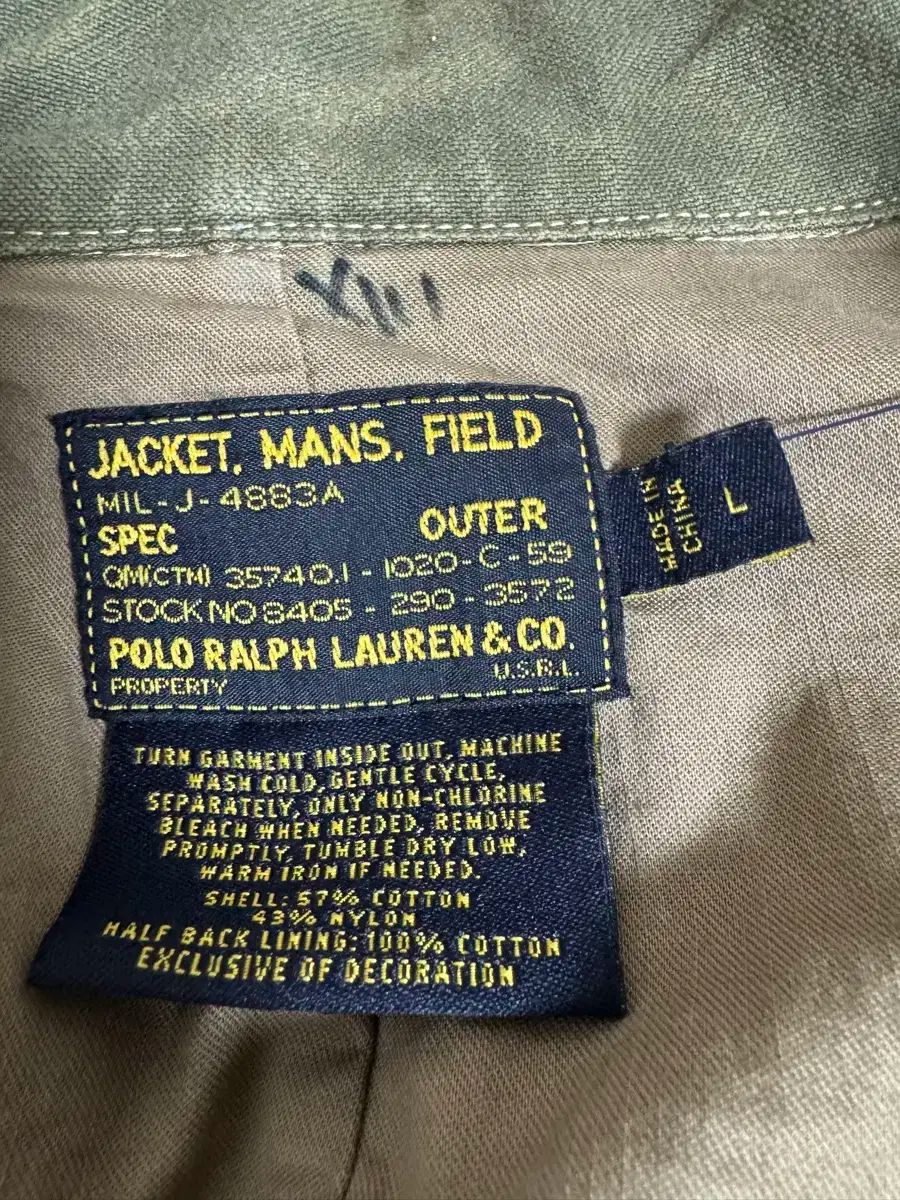 JACKET, MANS, FIELD
MIL-J-4883A
SPEC OUTER
QM(CTM) 35740.1-1020-C-59
STOCK NO 8405-290-3572
POLO RALPH LAUREN & CO.
PROPERTY U.S.R.L.
MADE IN
CHINA
L
TURN GARMENT INSIDE OUT, MACHINE
WASH COLD, GENTLE CYCLE,
SEPARATELY, ONLY NON-CHLORINE
BLEACH WHEN NEEDED, REMOVE
PROMPTLY, TUMBLE DRY LOW,
WARM IRON IF NEEDED.
SHELL: 57% COTTON
43% NYLON
HALF BACK LINING: 100% COTTON
EXCLUSIVE OF DECORATION